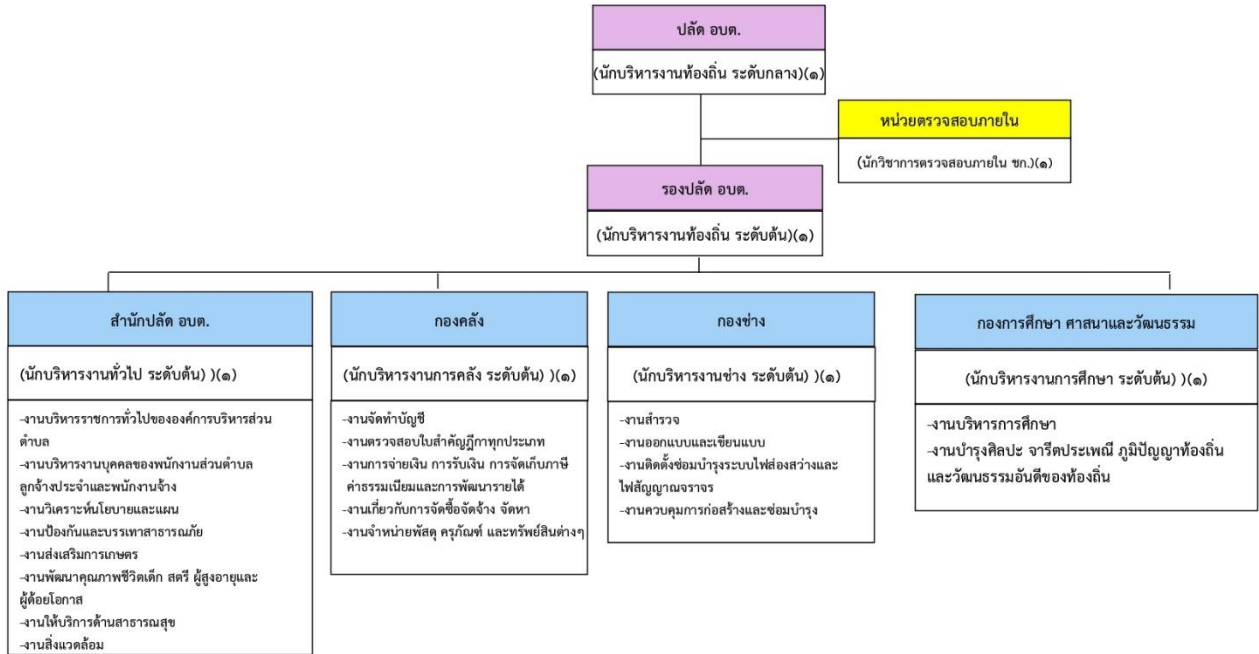 ปลัด อบต.
(นักบริหารงานท้องถิ่น ระดับกลาง)(๑)
หน่วยตรวจสอบภายใน
(นักวิชาการตรวจสอบภายใน ชก.)(๑)
รองปลัด อบต.
(นักบริหารงานท้องถิ่น ระดับต้น)(๑)
สำนักปลัด อบต.
(นักบริหารงานทั่วไป ระดับต้น) )(๑)
-งานบริหารราชการทั่วไปขององค์การบริหารส่วน
ตำบล
-งานบริหารงานบุคคลของพนักงานส่วนตำบล
ลูกจ้างประจำและพนักงานจ้าง
-งานวิเคราะห์นโยบายและแผน
-งานป้องกันและบรรเทาสาธารณภัย
-งานส่งเสริมการเกษตร
-งานพัฒนาคุณภาพชีวิตเด็ก สตรี ผู้สูงอายุและ
ผู้ด้อยโอกาส
-งานให้บริการด้านสาธารณสุข
-งานสิ่งแวดล้อม
กองคลัง
(นักบริหารงานการคลัง ระดับต้น) )(๑)
-งานจัดทำบัญชี
-งานตรวจสอบใบสำคัญฎีกาทุกประเภท
-งานการจ่ายเงิน การรับเงิน การจัดเก็บภาษี
ค่าธรรมเนียมและการพัฒนารายได้
-งานเกี่ยวกับการจัดซื้อจัดจ้าง จัดหา
-งานจำหน่ายพัสดุ ครุภัณฑ์ และทรัพย์สินต่างๆ
กองช่าง
(นักบริหารงานช่าง ระดับต้น) )(๑)
-งานสำรวจ
-งานออกแบบและเขียนแบบ
-งานติดตั้งซ่อมบำรุงระบบไฟส่องสว่างและ
ไฟสัญญาณจราจร
-งานควบคุมการก่อสร้างและซ่อมบำรุง
กองการศึกษา ศาสนาและวัฒนธรรม
(นักบริหารงานการศึกษา ระดับต้น) )(๑)
-งานบริหารการศึกษา
-งานบำรุงศิลปะ จารีตประเพณี ภูมิปัญญาท้องถิ่น
และวัฒนธรรมอันดีของท้องถิ่น